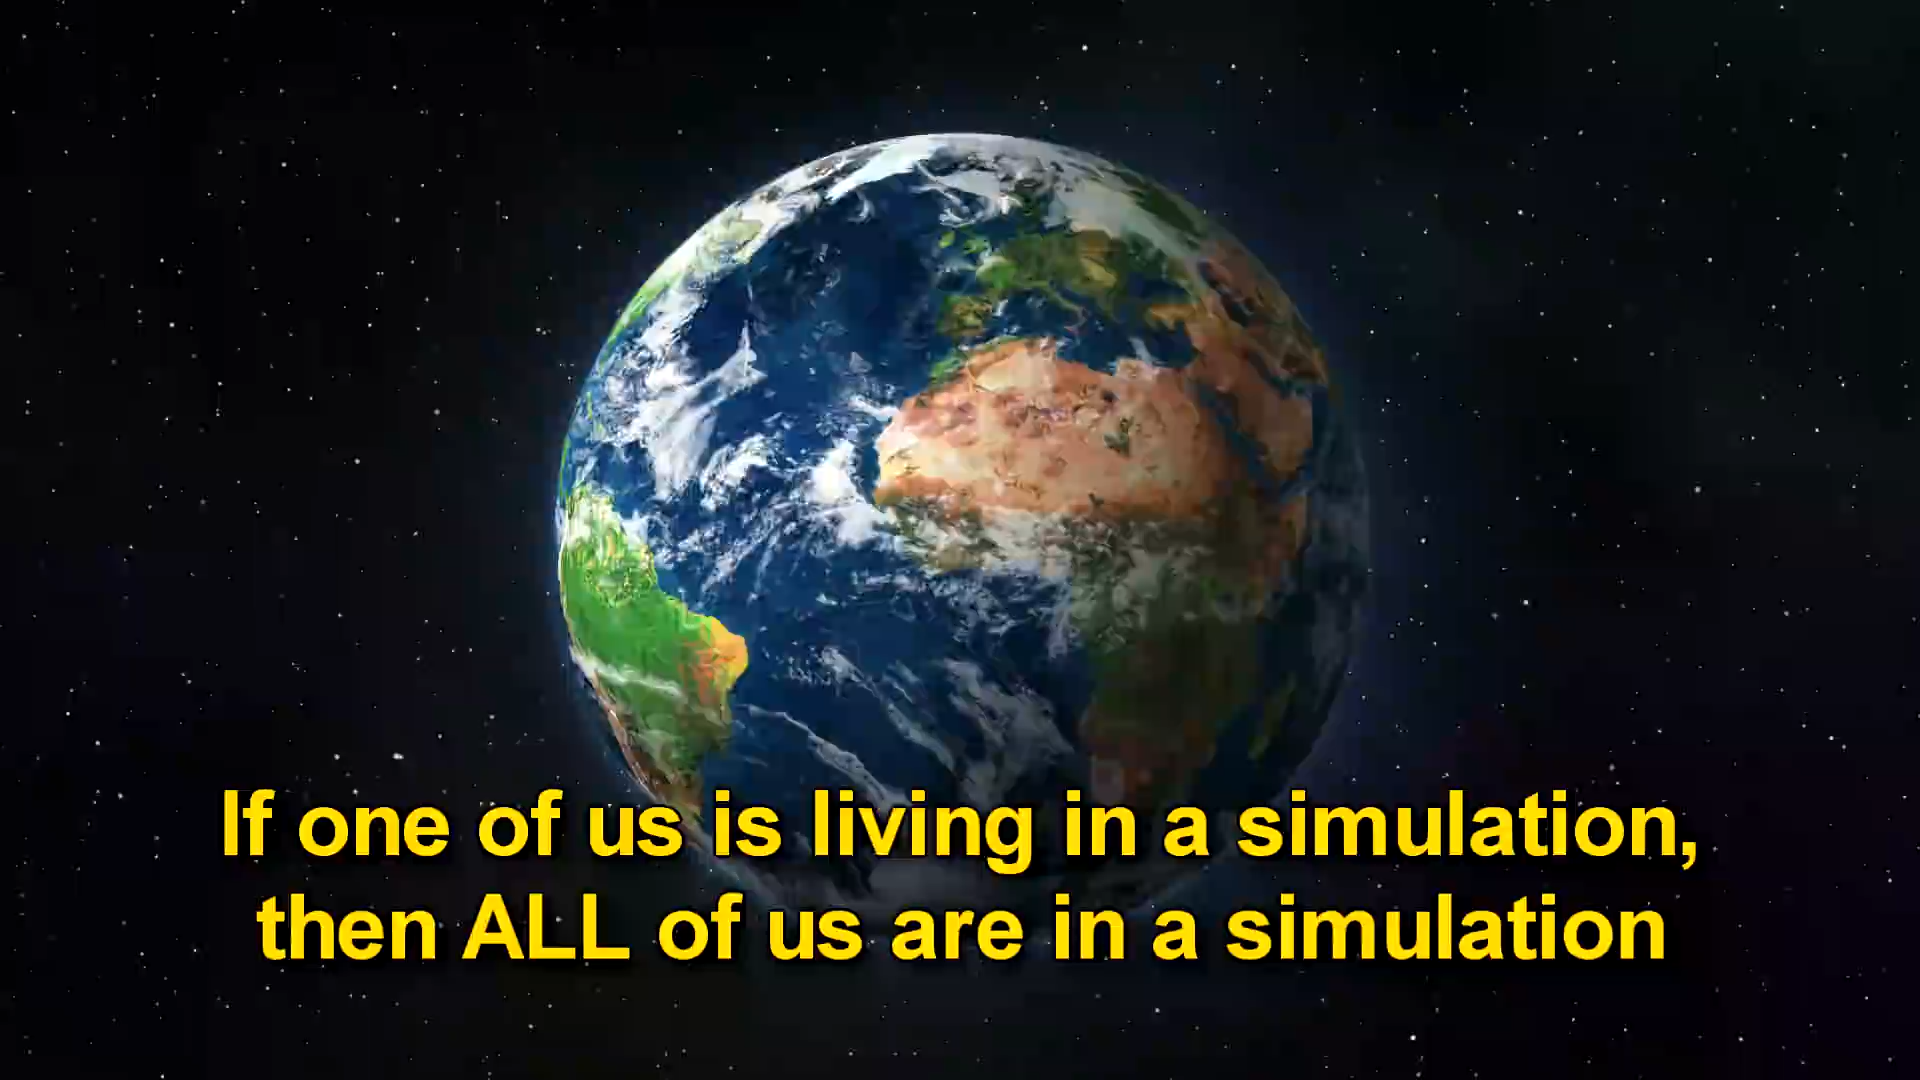 If one of us is living in a simulation,
then ALL of us are in a simulation